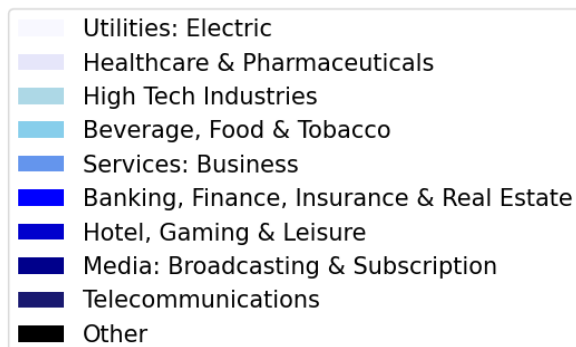 Utilities: Electric
Healthcare & Pharmaceuticals
High Tech Industries
Beverage, Food & Tobacco
Services: Business
Banking, Finance, Insurance & Real Estate
Hotel, Gaming & Leisure
Media: Broadcasting & Subscription
Telecommunications
Other